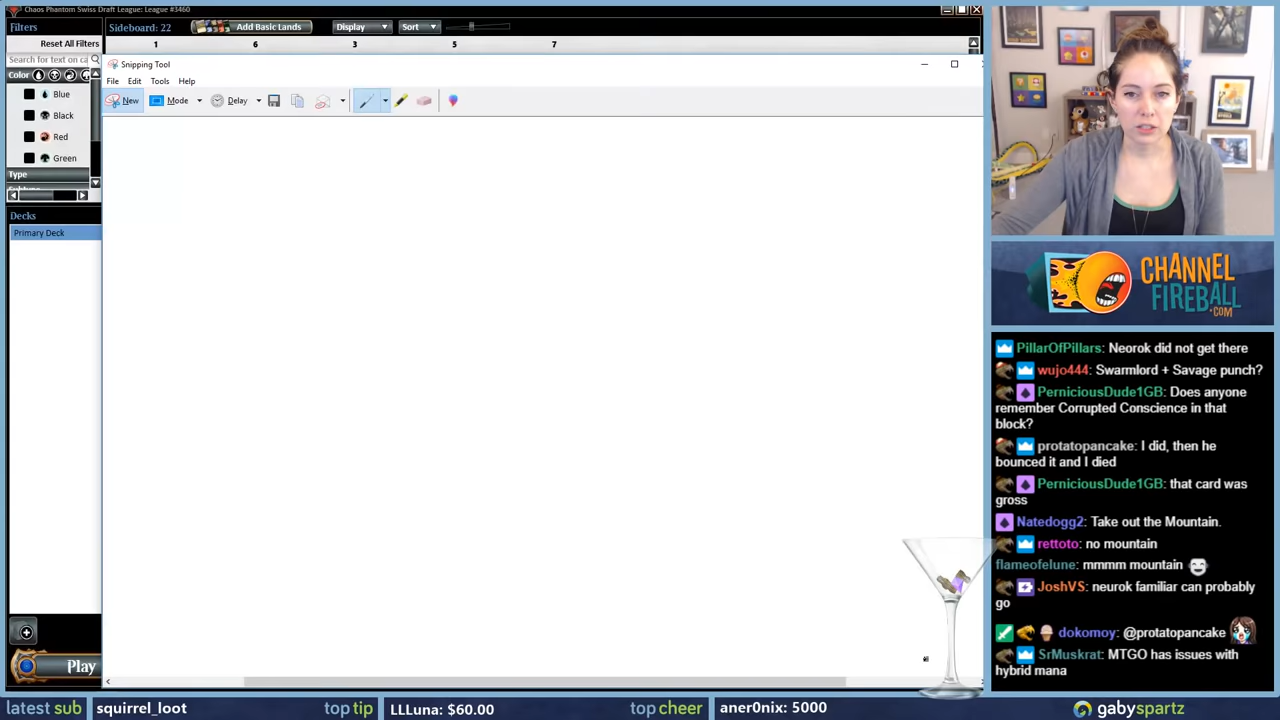 Chaos Phantom Swiss Draft League: League #3460
Filters
Sideboard: 22
Add Basic Lands
Display
Sort
Reset All Filters
1 6 3 5 7
Search for text on ca
Color
Blue
Black
Red
Green
Type
Decks
Primary Deck
Play
Snipping Tool
File Edit Tools Help
New Mode Delay
CHANNEL
FIREBALL
.COM
PillarOfPillars: Neorok did not get there
wujo444: Swarmlord + Savage punch?
PerniciousDude1GB: Does anyone
remember Corrupted Conscience in that
block?
protatopancake: I did, then he
bounced it and I died
PerniciousDude1GB: that card was
gross
Natedogg2: Take out the Mountain.
rettoto: no mountain
flameofelune: mmmm mountain
JoshVS: neurok familiar can probably
go
dokomoy: @protatopancake
SrMuskrat: MTGO has issues with
hybrid mana
latest sub squirrel_loot top tip LLLuna: $60.00 top cheer aner0nix: 5000 gabyspartz